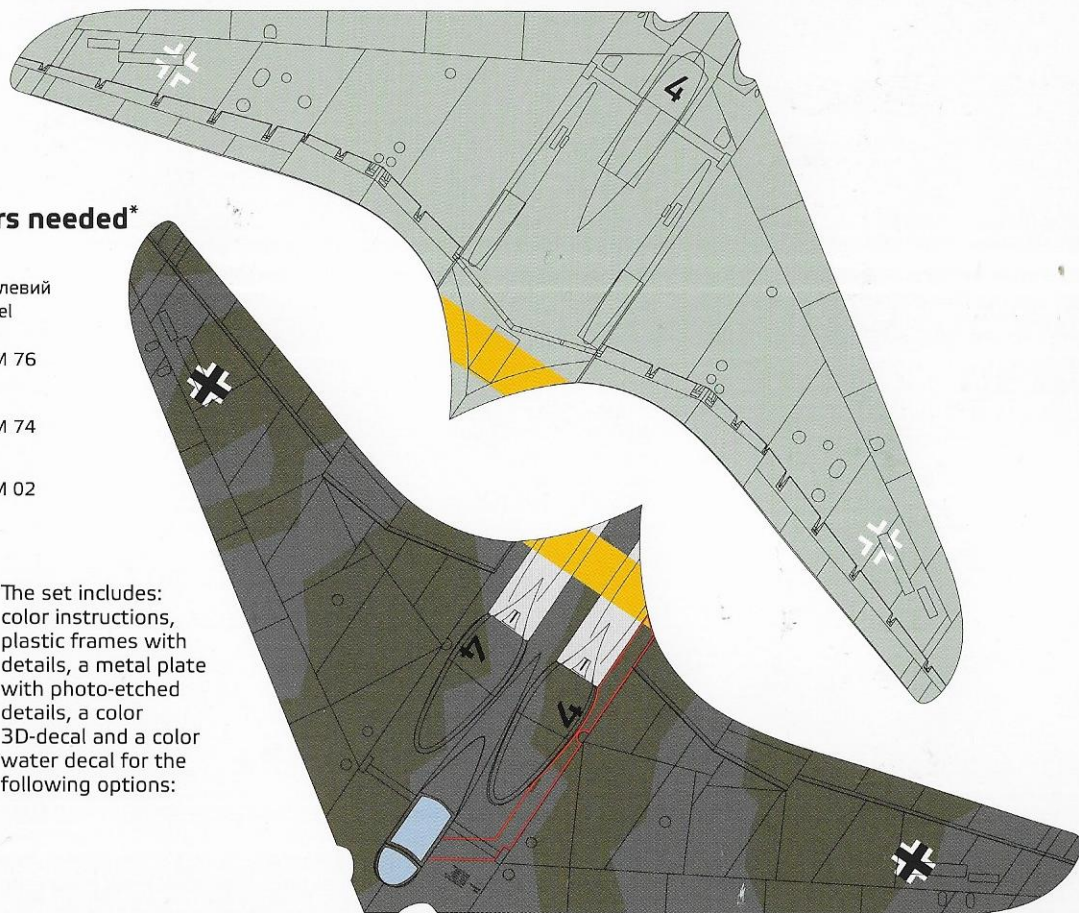 rs needed*
левий
el
M 76
M 74
M 02
The set includes:
color instructions,
plastic frames with
details, a metal plate
with photo-etched
details, a color
3D-decal and a color
water decal for the
following options:
4
4
4